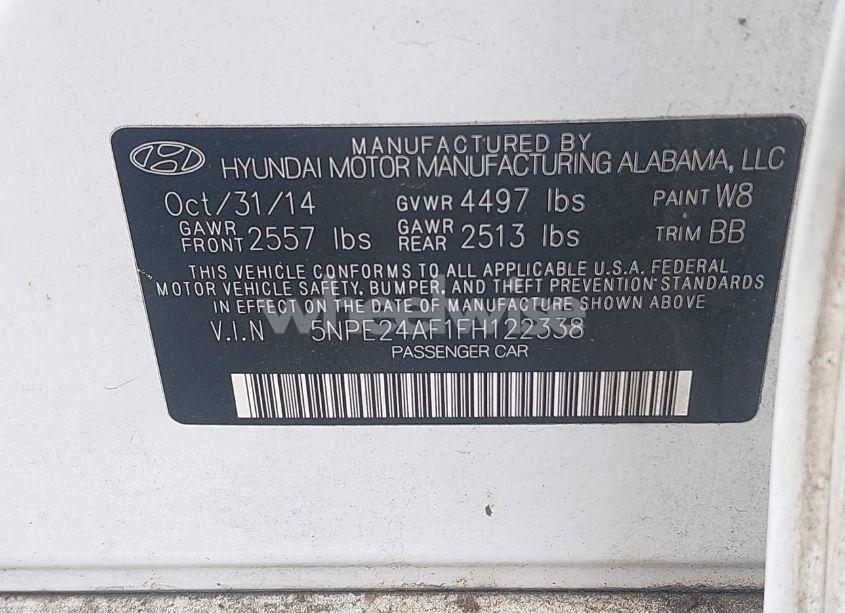 MANUFACTURED BY
HYUNDAI MOTOR MANUFACTURING ALABAMA, LLC
Oct/31/14 GVWR 4497 lbs PAINT W8
GAWR FRONT 2557 lbs GAWR REAR 2513 lbs TRIM BB
THIS VEHICLE CONFORMS TO ALL APPLICABLE U.S.A. FEDERAL
MOTOR VEHICLE SAFETY, BUMPER, AND THEFT PREVENTION STANDARDS
IN EFFECT ON THE DATE OF MANUFACTURE SHOWN ABOVE
V.I.N 5NPE24AF1FH122338
PASSENGER CAR
wheelwise